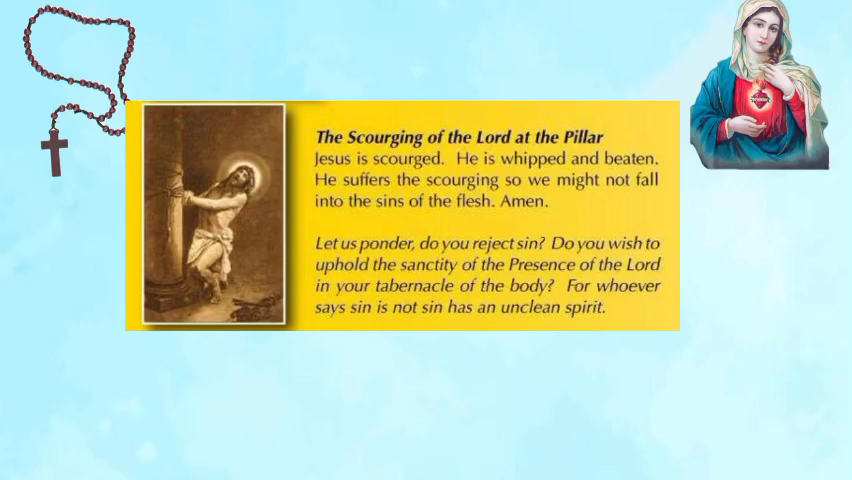 The Scourging of the Lord at the Pillar
Jesus is scourged. He is whipped and beaten.
He suffers the scourging so we might not fall
into the sins of the flesh. Amen.
Let us ponder, do you reject sin? Do you wish to
uphold the sanctity of the Presence of the Lord
in your tabernacle of the body? For whoever
says sin is not sin has an unclean spirit.